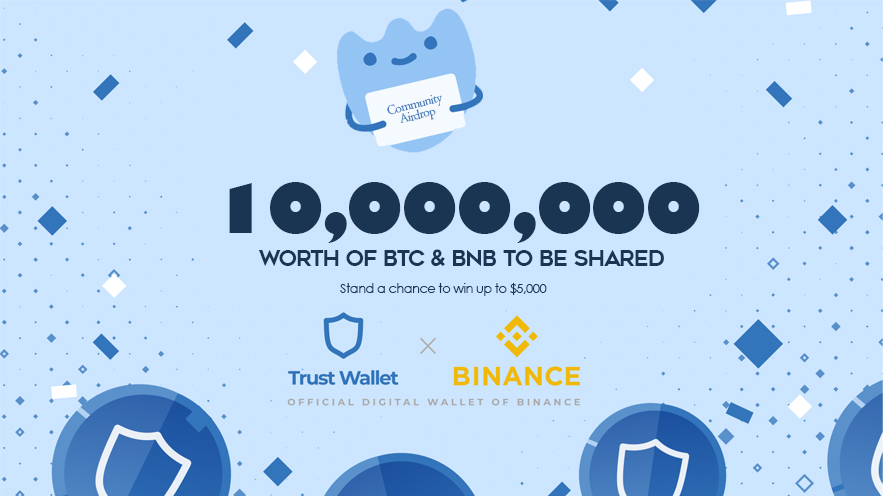 Community
Airdrop
10,000,000
WORTH OF BTC & BNB TO BE SHARED
Stand a chance to win up to $5,000
Trust Wallet
BINANCE
OFFICIAL DIGITAL WALLET OF BINANCE